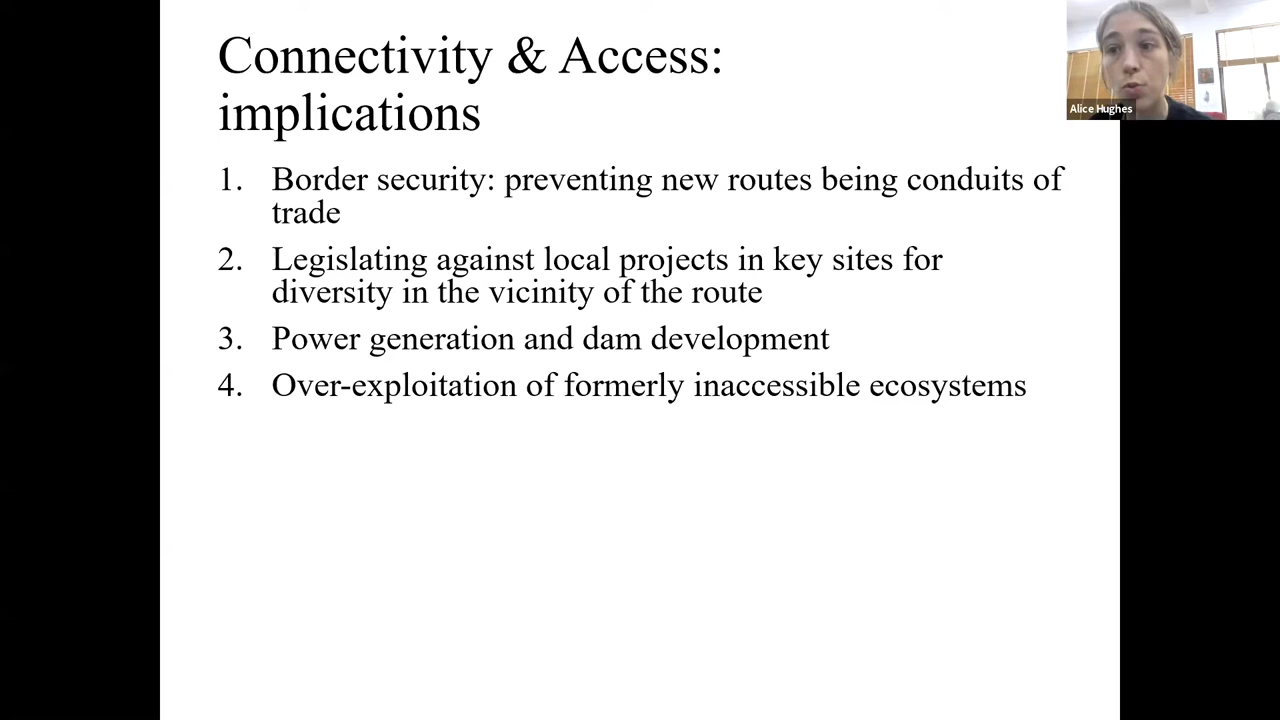 Connectivity & Access:
implications
1. Border security: preventing new routes being conduits of
trade
2. Legislating against local projects in key sites for
diversity in the vicinity of the route
3. Power generation and dam development
4. Over-exploitation of formerly inaccessible ecosystems
Alice Hughes